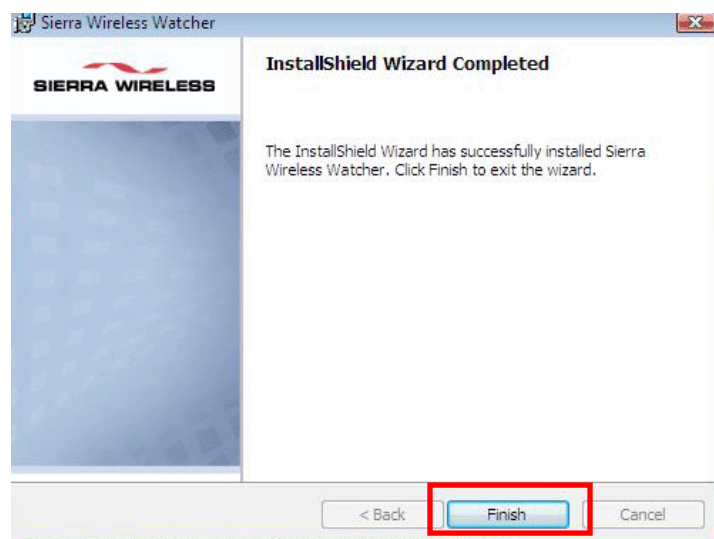 Sierra Wireless Watcher
SIERRA WIRELESS
InstallShield Wizard Completed
The InstallShield Wizard has successfully installed Sierra
Wireless Watcher. Click Finish to exit the wizard.
< Back
Finish
Cancel